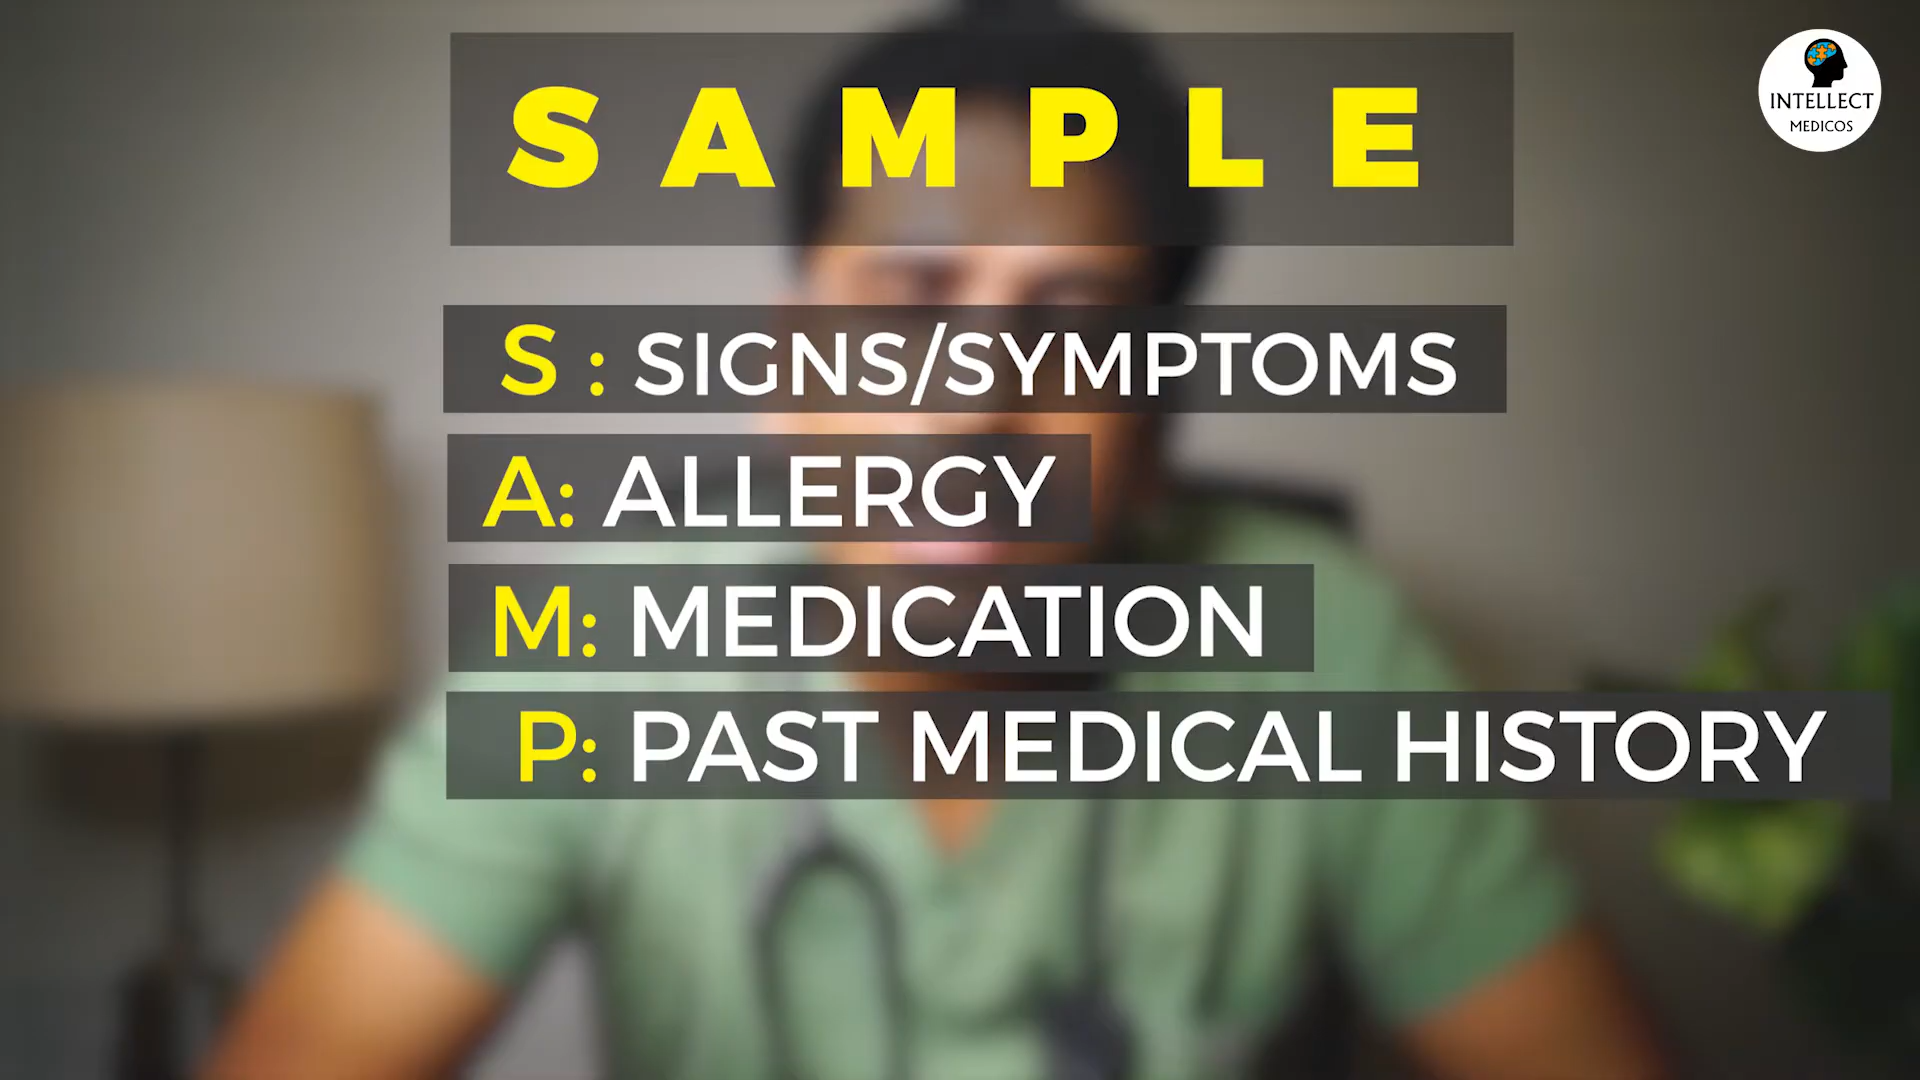 SAMPLE
INTELLECT
MEDICOS
S : SIGNS/SYMPTOMS
A: ALLERGY
M: MEDICATION
P: PAST MEDICAL HISTORY